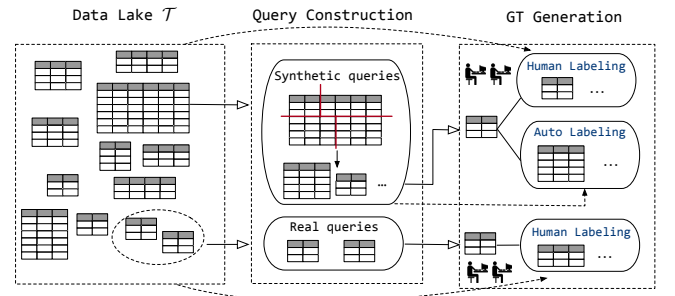 Data Lake 𝒯
Query Construction
GT Generation
Synthetic queries
...
Real queries
Human Labeling
...
Auto Labeling
...
Human Labeling
...